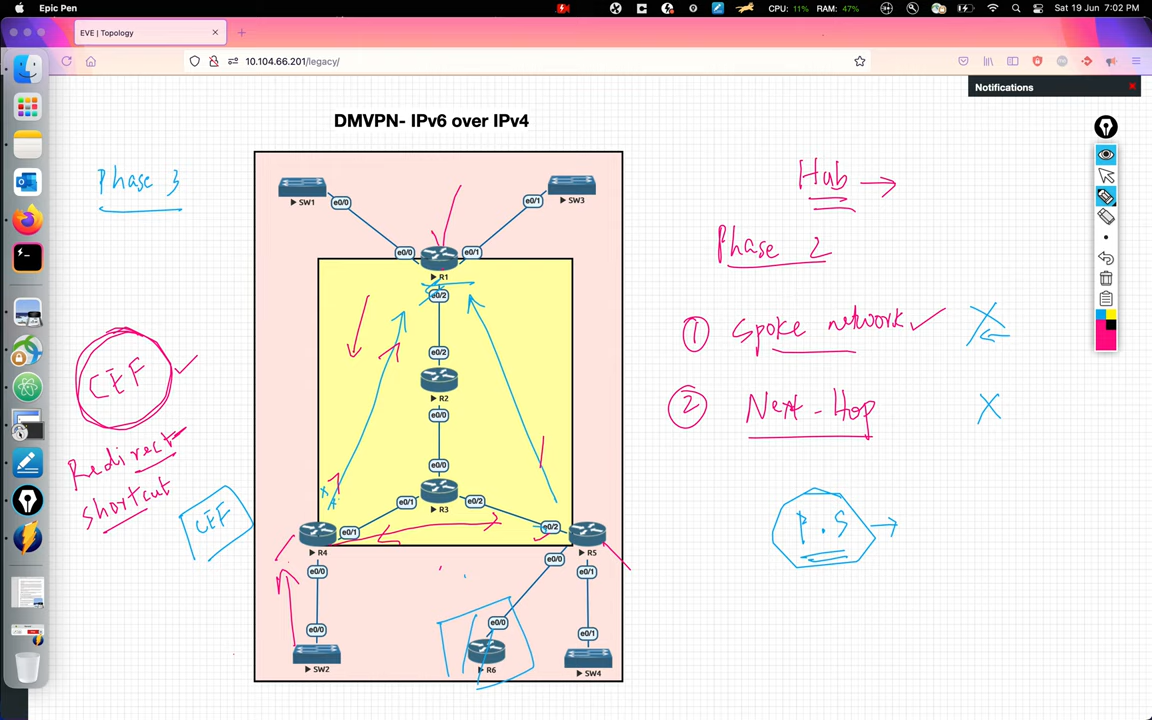 Epic Pen
CPU: 11% RAM: 47%
Sat 19 Jun 7:02 PM
EVE | Topology
10.104.66.201/legacy/
Notifications
DMVPN- IPv6 over IPv4
Phase 3
Hub
Phase 2
① Spoke network
② Next-Hop
P.S
CEF
Redirect
Shortcut
CEF
SW1
e0/0
SW3
e0/1
e0/0
e0/1
R1
e0/2
e0/2
R2
e0/0
e0/0
R3
e0/1
e0/2
R4
e0/1
e0/2
R5
e0/0
e0/0
e0/1
e0/0
SW2
e0/0
R6
e0/1
SW4